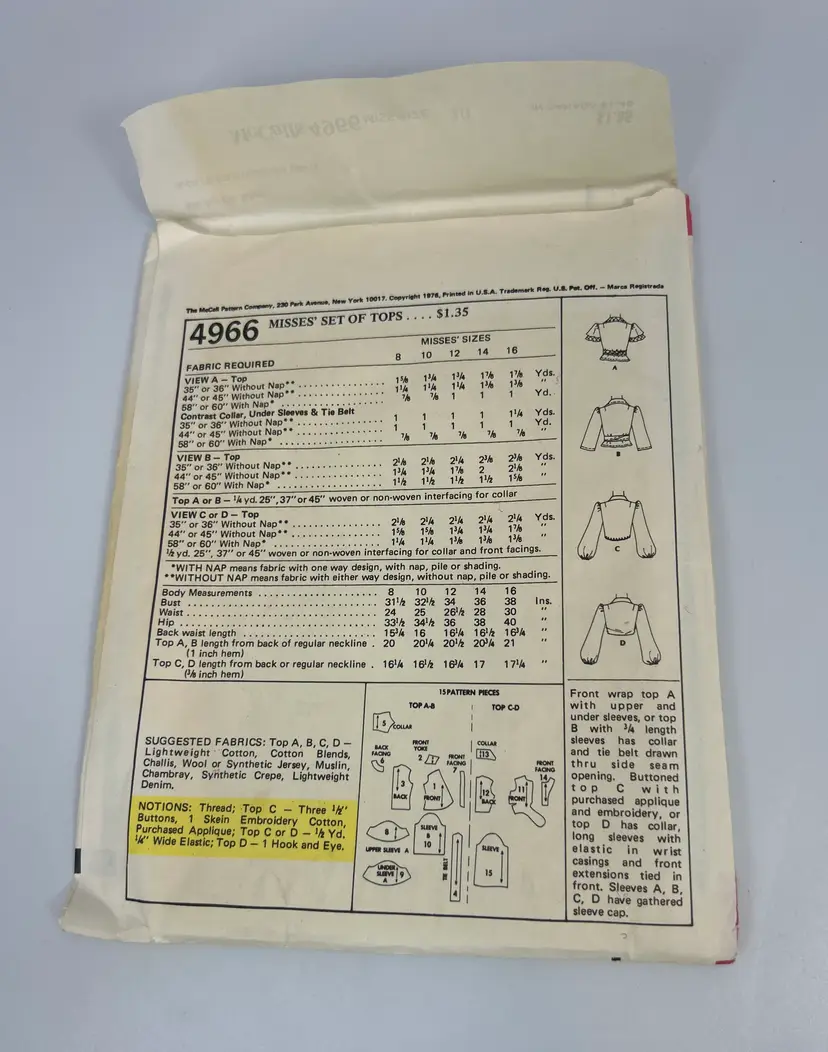 The McCall Pattern Company, 230 Park Avenue, New York 10017. Copyright 1976, Printed in U.S.A. Trademark Reg. U.S. Pat. Off. — Marca Registrada
4966 MISSES' SET OF TOPS . . . . $1.35
MISSES' SIZES
FABRIC REQUIRED 8 10 12 14 16
VIEW A — Top
35" or 36" Without Nap** 1⅝ 1¾ 1¾ 1⅞ 1⅞ Yds.
44" or 45" Without Nap** 1¼ 1¼ 1¼ 1⅜ 1⅜ "
58" or 60" With Nap* ⅞ ⅞ 1 1 1 Yd.
Contrast Collar, Under Sleeves & Tie Belt
35" or 36" Without Nap** 1 1 1 1 1¼ Yds.
44" or 45" Without Nap** 1 1 1 1 1 Yd.
58" or 60" With Nap* ⅞ ⅞ ⅞ ⅞ ⅞ "
VIEW B — Top
35" or 36" Without Nap** 2⅛ 2⅛ 2¼ 2⅜ 2⅜ Yds.
44" or 45" Without Nap** 1¾ 1¾ 1⅞ 2 2⅛ "
58" or 60" With Nap* 1½ 1½ 1½ 1½ 1⅝ "
Top A or B — ¼ yd. 25", 37" or 45" woven or non-woven interfacing for collar
VIEW C or D — Top
35" or 36" Without Nap** 2⅛ 2¼ 2¼ 2¼ 2¼ Yds.
44" or 45" Without Nap** 1⅝ 1⅝ 1¾ 1¾ 1⅞ "
58" or 60" With Nap* 1¼ 1¼ 1⅜ 1⅜ 1⅜ "
½ yd. 25", 37" or 45" woven or non-woven interfacing for collar and front facings.
*WITH NAP means fabric with one way design, with nap, pile or shading.
**WITHOUT NAP means fabric with either way design, without nap, pile or shading.
Body Measurements 8 10 12 14 16
Bust 31½ 32½ 34 36 38 Ins.
Waist 24 25 26½ 28 30 "
Hip 33½ 34½ 36 38 40 "
Back waist length 15¾ 16 16¼ 16½ 16¾ "
Top A, B length from back of regular neckline . 20 20¼ 20½ 20¾ 21 "
(1 inch hem)
Top C, D length from back or regular neckline . 16¼ 16½ 16¾ 17 17¼ "
(⅝ inch hem)
A
B
C
D
SUGGESTED FABRICS: Top A, B, C, D —
Lightweight Cotton, Cotton Blends,
Challis, Wool or Synthetic Jersey, Muslin,
Chambray, Synthetic Crepe, Lightweight
Denim.
NOTIONS: Thread; Top C — Three ½"
Buttons, 1 Skein Embroidery Cotton,
Purchased Applique; Top C or D — ½ Yd.
¼" Wide Elastic; Top D — 1 Hook and Eye.
15 PATTERN PIECES
TOP A-B
TOP C-D
5 COLLAR
BACK FACING 6
FRONT YOKE 2
FRONT FACING 7
3 BACK
1 FRONT
8
UPPER SLEEVE A
SLEEVE B 10
UNDER SLEEVE A 9
TIE BELT 4
COLLAR
13
12 BACK
11 FRONT
FRONT FACING 14
SLEEVE 15
Front wrap top A
with upper and
under sleeves, or top
B with ¾ length
sleeves has collar
and tie belt drawn
thru side seam
opening. Buttoned
top C with
purchased applique
and embroidery, or
top D has collar,
long sleeves with
elastic in wrist
casings and front
extensions tied in
front. Sleeves A, B,
C, D have gathered
sleeve cap.